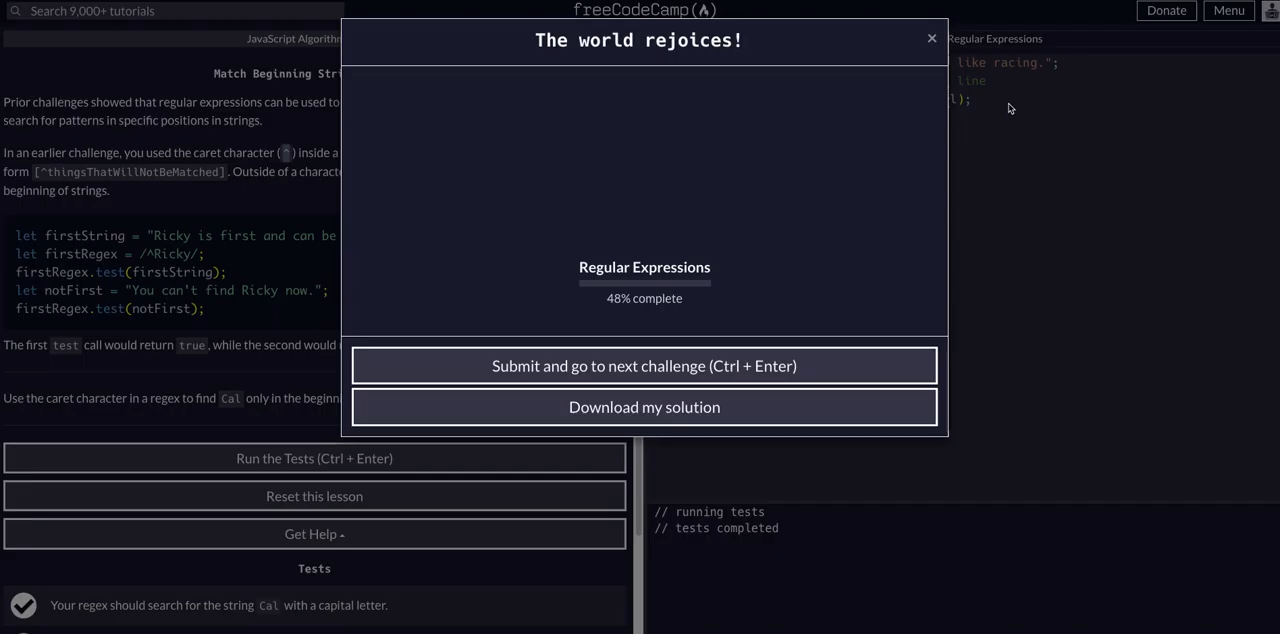 Search 9,000+ tutorials
freeCodeCamp
Donate
Menu
JavaScript Algorithm
Regular Expressions
The world rejoices!
×
Match Beginning Stri
like racing.";
line
l);
Prior challenges showed that regular expressions can be used to
search for patterns in specific positions in strings.
In an earlier challenge, you used the caret character (^) inside a
form [^thingsThatWillNotBeMatched]. Outside of a characte
beginning of strings.
let firstString = "Ricky is first and can be
let firstRegex = /^Ricky/;
firstRegex.test(firstString);
let notFirst = "You can't find Ricky now.";
firstRegex.test(notFirst);
The first test call would return true, while the second would r
Use the caret character in a regex to find Cal only in the beginni
Regular Expressions
48% complete
Submit and go to next challenge (Ctrl + Enter)
Download my solution
Run the Tests (Ctrl + Enter)
Reset this lesson
Get Help
Tests
Your regex should search for the string Cal with a capital letter.
// running tests
// tests completed